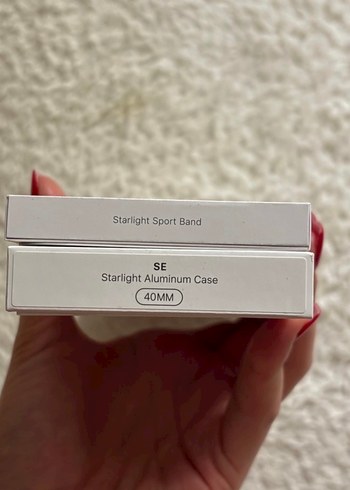 Starlight Sport Band
SE
Starlight Aluminum Case
40MM